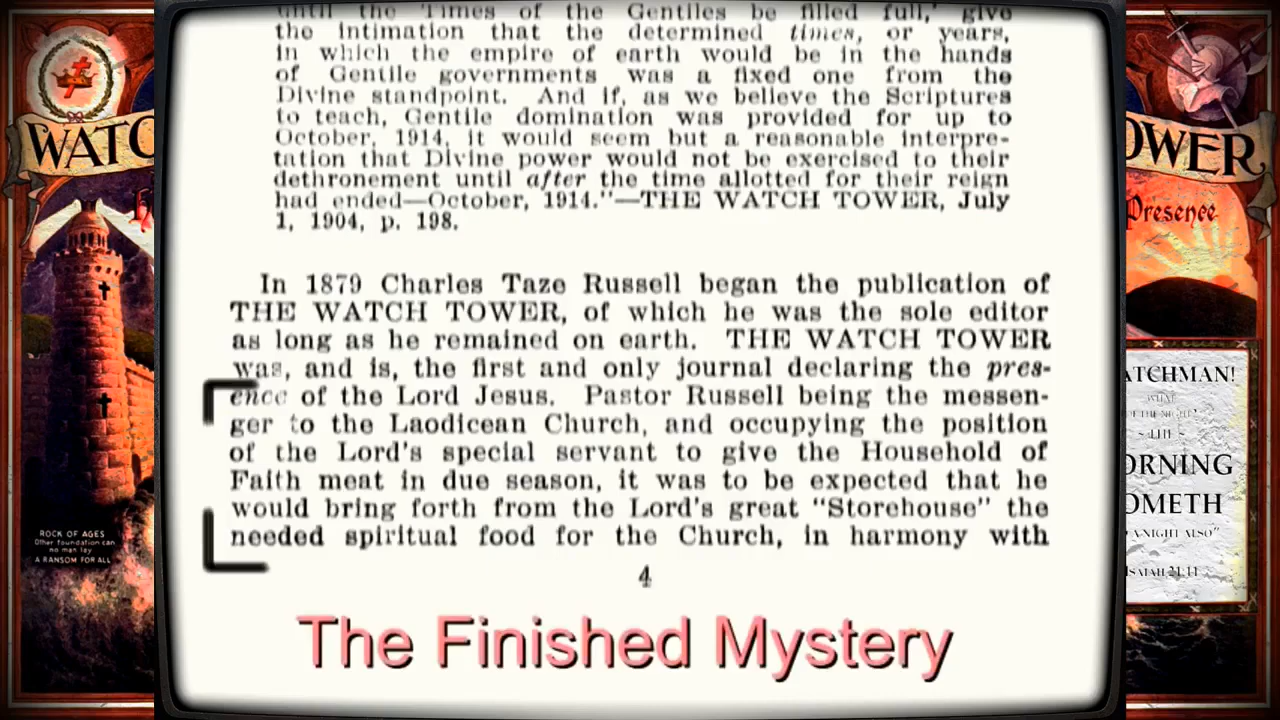 until the 'Times of the Gentiles be filled full,' give
the intimation that the determined times, or years,
in which the empire of earth would be in the hands
of Gentile governments was a fixed one from the
Divine standpoint. And if, as we believe the Scriptures
to teach, Gentile domination was provided for up to
October, 1914, it would seem but a reasonable interpre-
tation that Divine power would not be exercised to their
dethronement until after the time allotted for their reign
had ended—October, 1914."—THE WATCH TOWER, July
1, 1904, p. 198.
In 1879 Charles Taze Russell began the publication of
THE WATCH TOWER, of which he was the sole editor
as long as he remained on earth. THE WATCH TOWER
was, and is, the first and only journal declaring the pres-
ence of the Lord Jesus. Pastor Russell being the messen-
ger to the Laodicean Church, and occupying the position
of the Lord's special servant to give the Household of
Faith meat in due season, it was to be expected that he
would bring forth from the Lord's great "Storehouse" the
needed spiritual food for the Church, in harmony with
4
The Finished Mystery
WATC
ROCK OF AGES
Other foundation can
no man lay
A RANSOM FOR ALL
OWER
Presence
ATCHMAN!
WHAT
OF THE NIGHT?
~ THE ~
ORNING
OMETH
A NIGHT ALSO"
ISAIAH 21:11